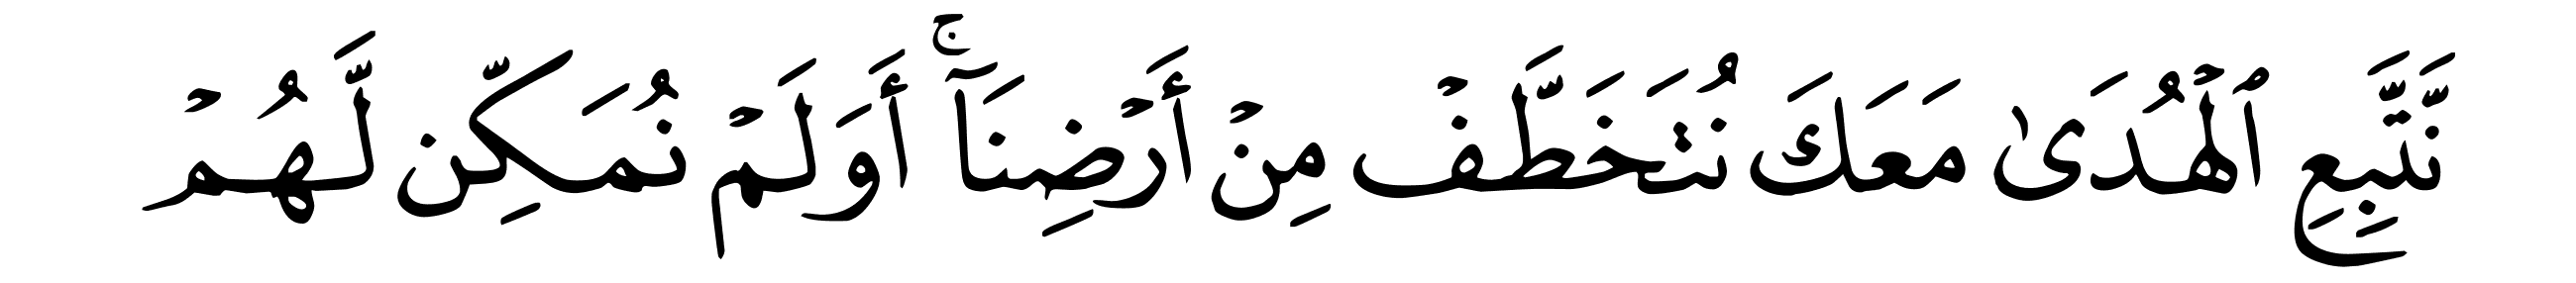 نَّتَّبِعِ ٱلۡهُدَىٰ مَعَكَ نُتَخَطَّفۡ مِنۡ أَرۡضِنَآۚ أَوَلَمۡ نُمَكِّن لَّهُمۡ